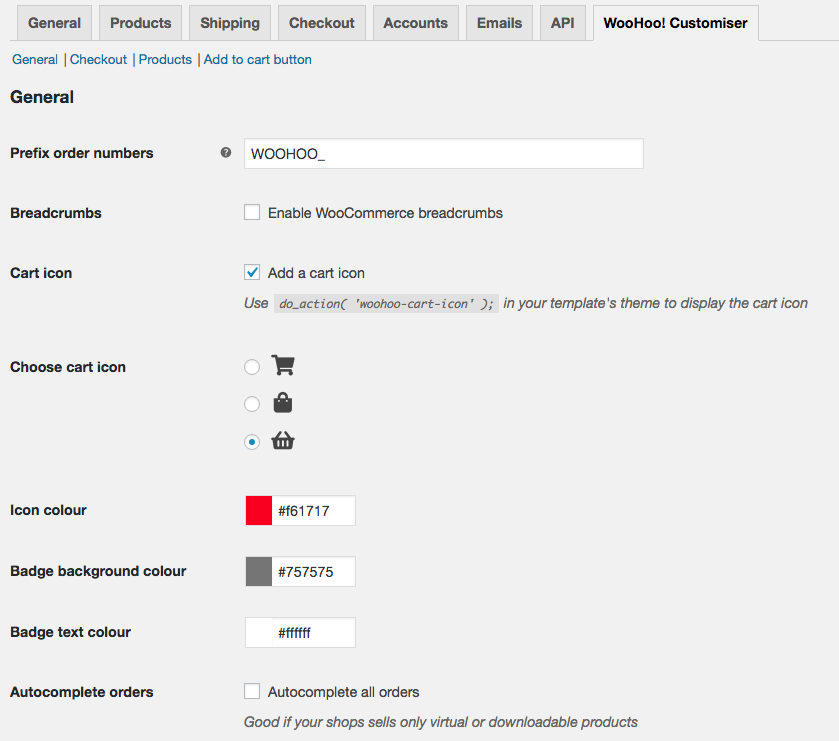 General Products Shipping Checkout Accounts Emails API WooHoo! Customiser
General | Checkout | Products | Add to cart button
General
Prefix order numbers ? WOOHOO_
Breadcrumbs Enable WooCommerce breadcrumbs
Cart icon Add a cart icon
Use do_action( 'woohoo-cart-icon' ); in your template's theme to display the cart icon
Choose cart icon
Icon colour #f61717
Badge background colour #757575
Badge text colour #ffffff
Autocomplete orders Autocomplete all orders
Good if your shops sells only virtual or downloadable products